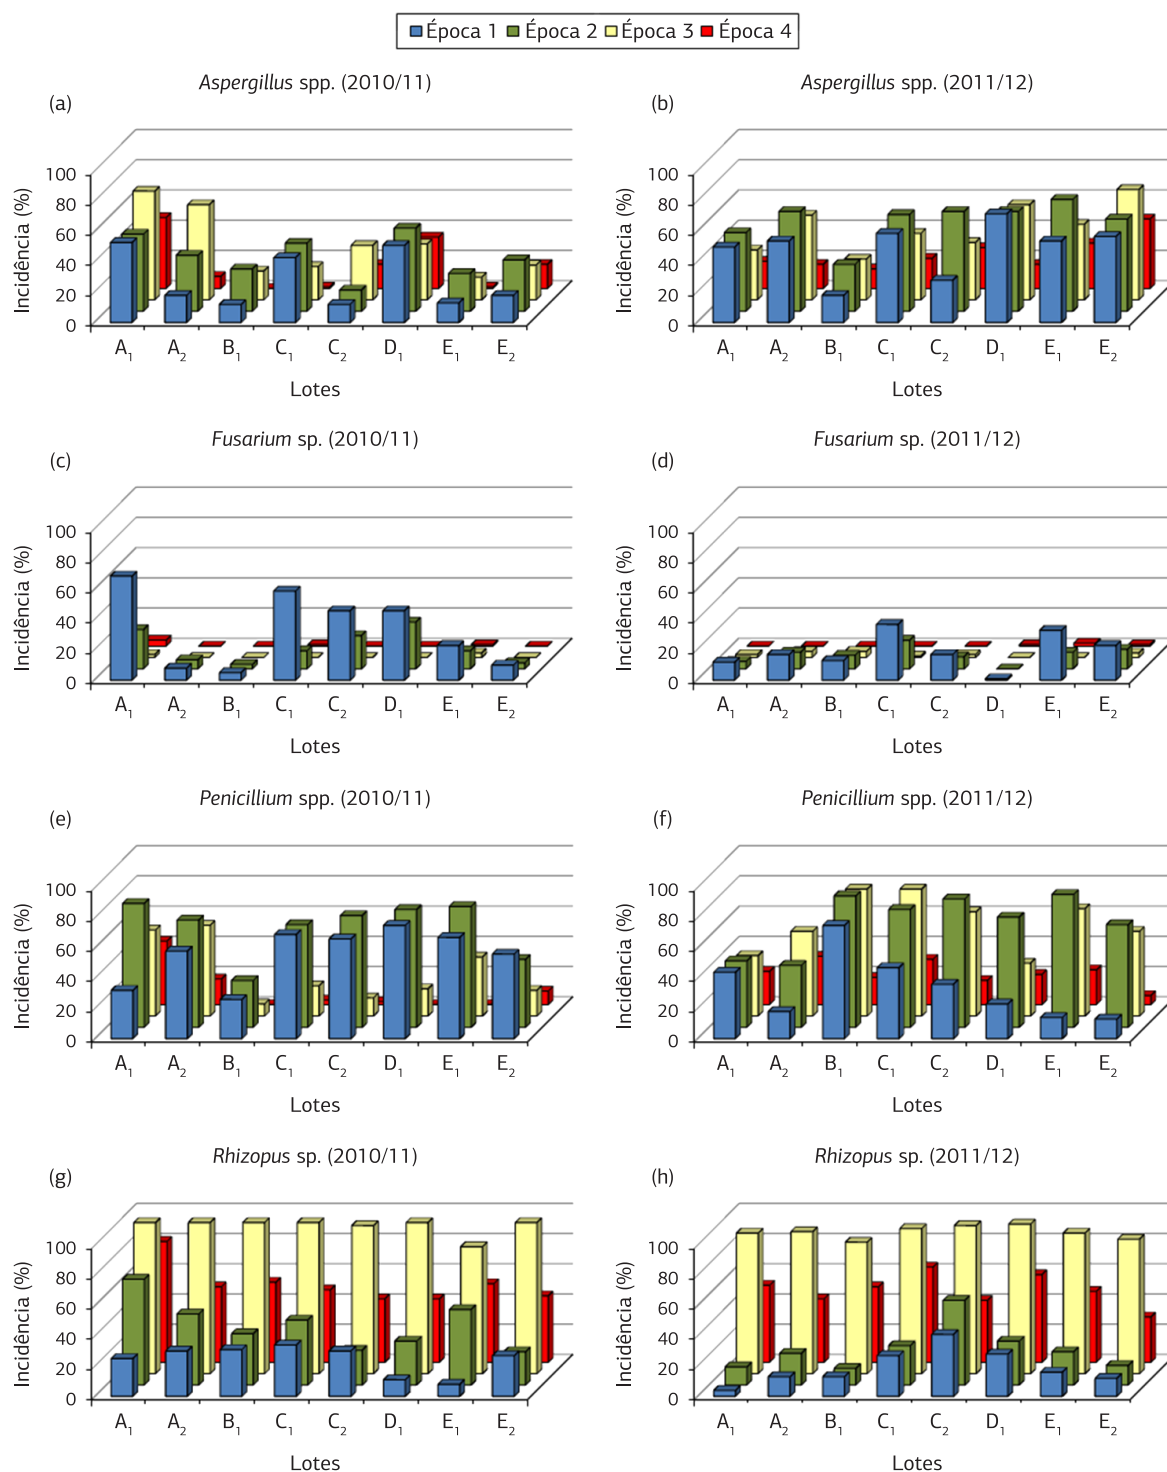 Época 1 Época 2 Época 3 Época 4
Aspergillus spp. (2010/11)
(a)
Incidência (%)
100
80
60
40
20
0
A1 A2 B1 C1 C2 D1 E1 E2
Lotes
Aspergillus spp. (2011/12)
(b)
Incidência (%)
100
80
60
40
20
0
A1 A2 B1 C1 C2 D1 E1 E2
Lotes
Fusarium sp. (2010/11)
(c)
Incidência (%)
100
80
60
40
20
0
A1 A2 B1 C1 C2 D1 E1 E2
Lotes
Fusarium sp. (2011/12)
(d)
Incidência (%)
100
80
60
40
20
0
A1 A2 B1 C1 C2 D1 E1 E2
Lotes
Penicillium spp. (2010/11)
(e)
Incidência (%)
100
80
60
40
20
0
A1 A2 B1 C1 C2 D1 E1 E2
Lotes
Penicillium spp. (2011/12)
(f)
Incidência (%)
100
80
60
40
20
0
A1 A2 B1 C1 C2 D1 E1 E2
Lotes
Rhizopus sp. (2010/11)
(g)
Incidência (%)
100
80
60
40
20
0
A1 A2 B1 C1 C2 D1 E1 E2
Lotes
Rhizopus sp. (2011/12)
(h)
Incidência (%)
100
80
60
40
20
0
A1 A2 B1 C1 C2 D1 E1 E2
Lotes